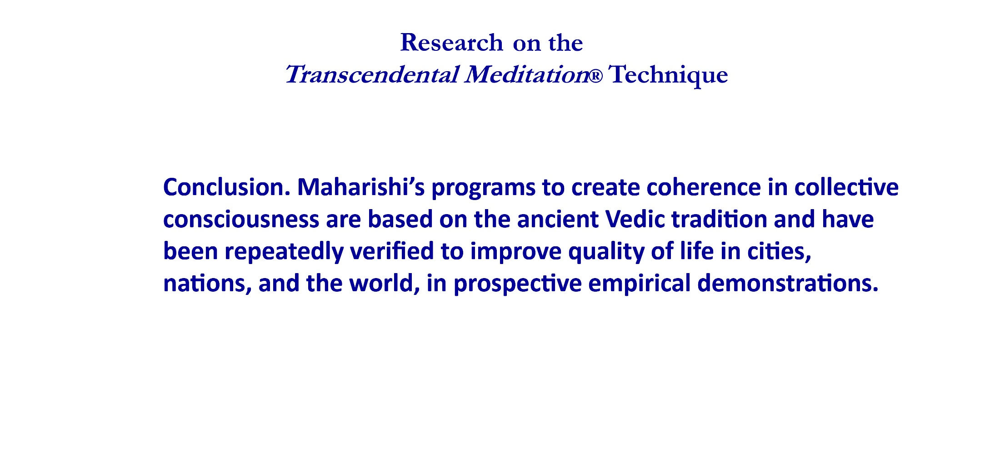 Research on the
Transcendental Meditation® Technique
Conclusion. Maharishi’s programs to create coherence in collective
consciousness are based on the ancient Vedic tradition and have
been repeatedly verified to improve quality of life in cities,
nations, and the world, in prospective empirical demonstrations.